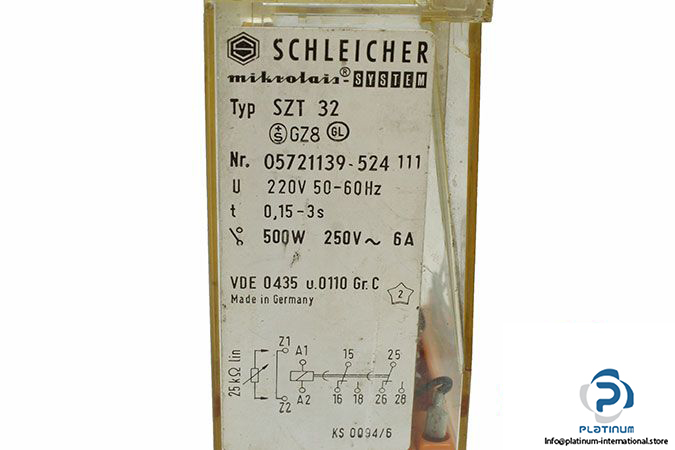 SCHLEICHER
mikrolais®-SYSTEM
Typ SZT 32
GZ8 GL
Nr. 05721139-524 111
U 220V 50-60Hz
t 0,15-3s
500W 250V~ 6A
VDE 0435 u.0110 Gr.C
Made in Germany
2
25kΩ lin
Z1
A1
15
25
Z2
A2
16
18
26
28
KS 0094/6
PLATINUM
info@platinum-international.store